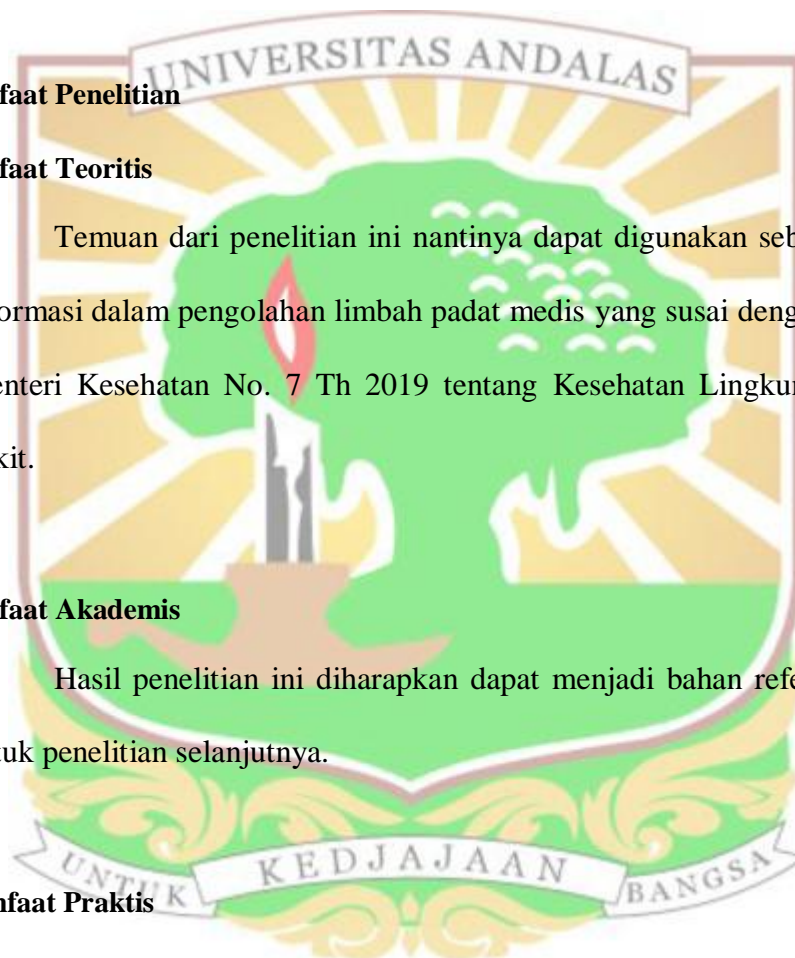 UNIVERSITAS ANDALAS
faat Penelitian
faat Teoritis
Temuan dari penelitian ini nantinya dapat digunakan seb
ormasi dalam pengolahan limbah padat medis yang susai deng
enteri Kesehatan No. 7 Th 2019 tentang Kesehatan Lingku
kit.
faat Akademis
Hasil penelitian ini diharapkan dapat menjadi bahan refe
tuk penelitian selanjutnya.
UNTUK KEDJAJAAN BANGSA
nfaat Praktis